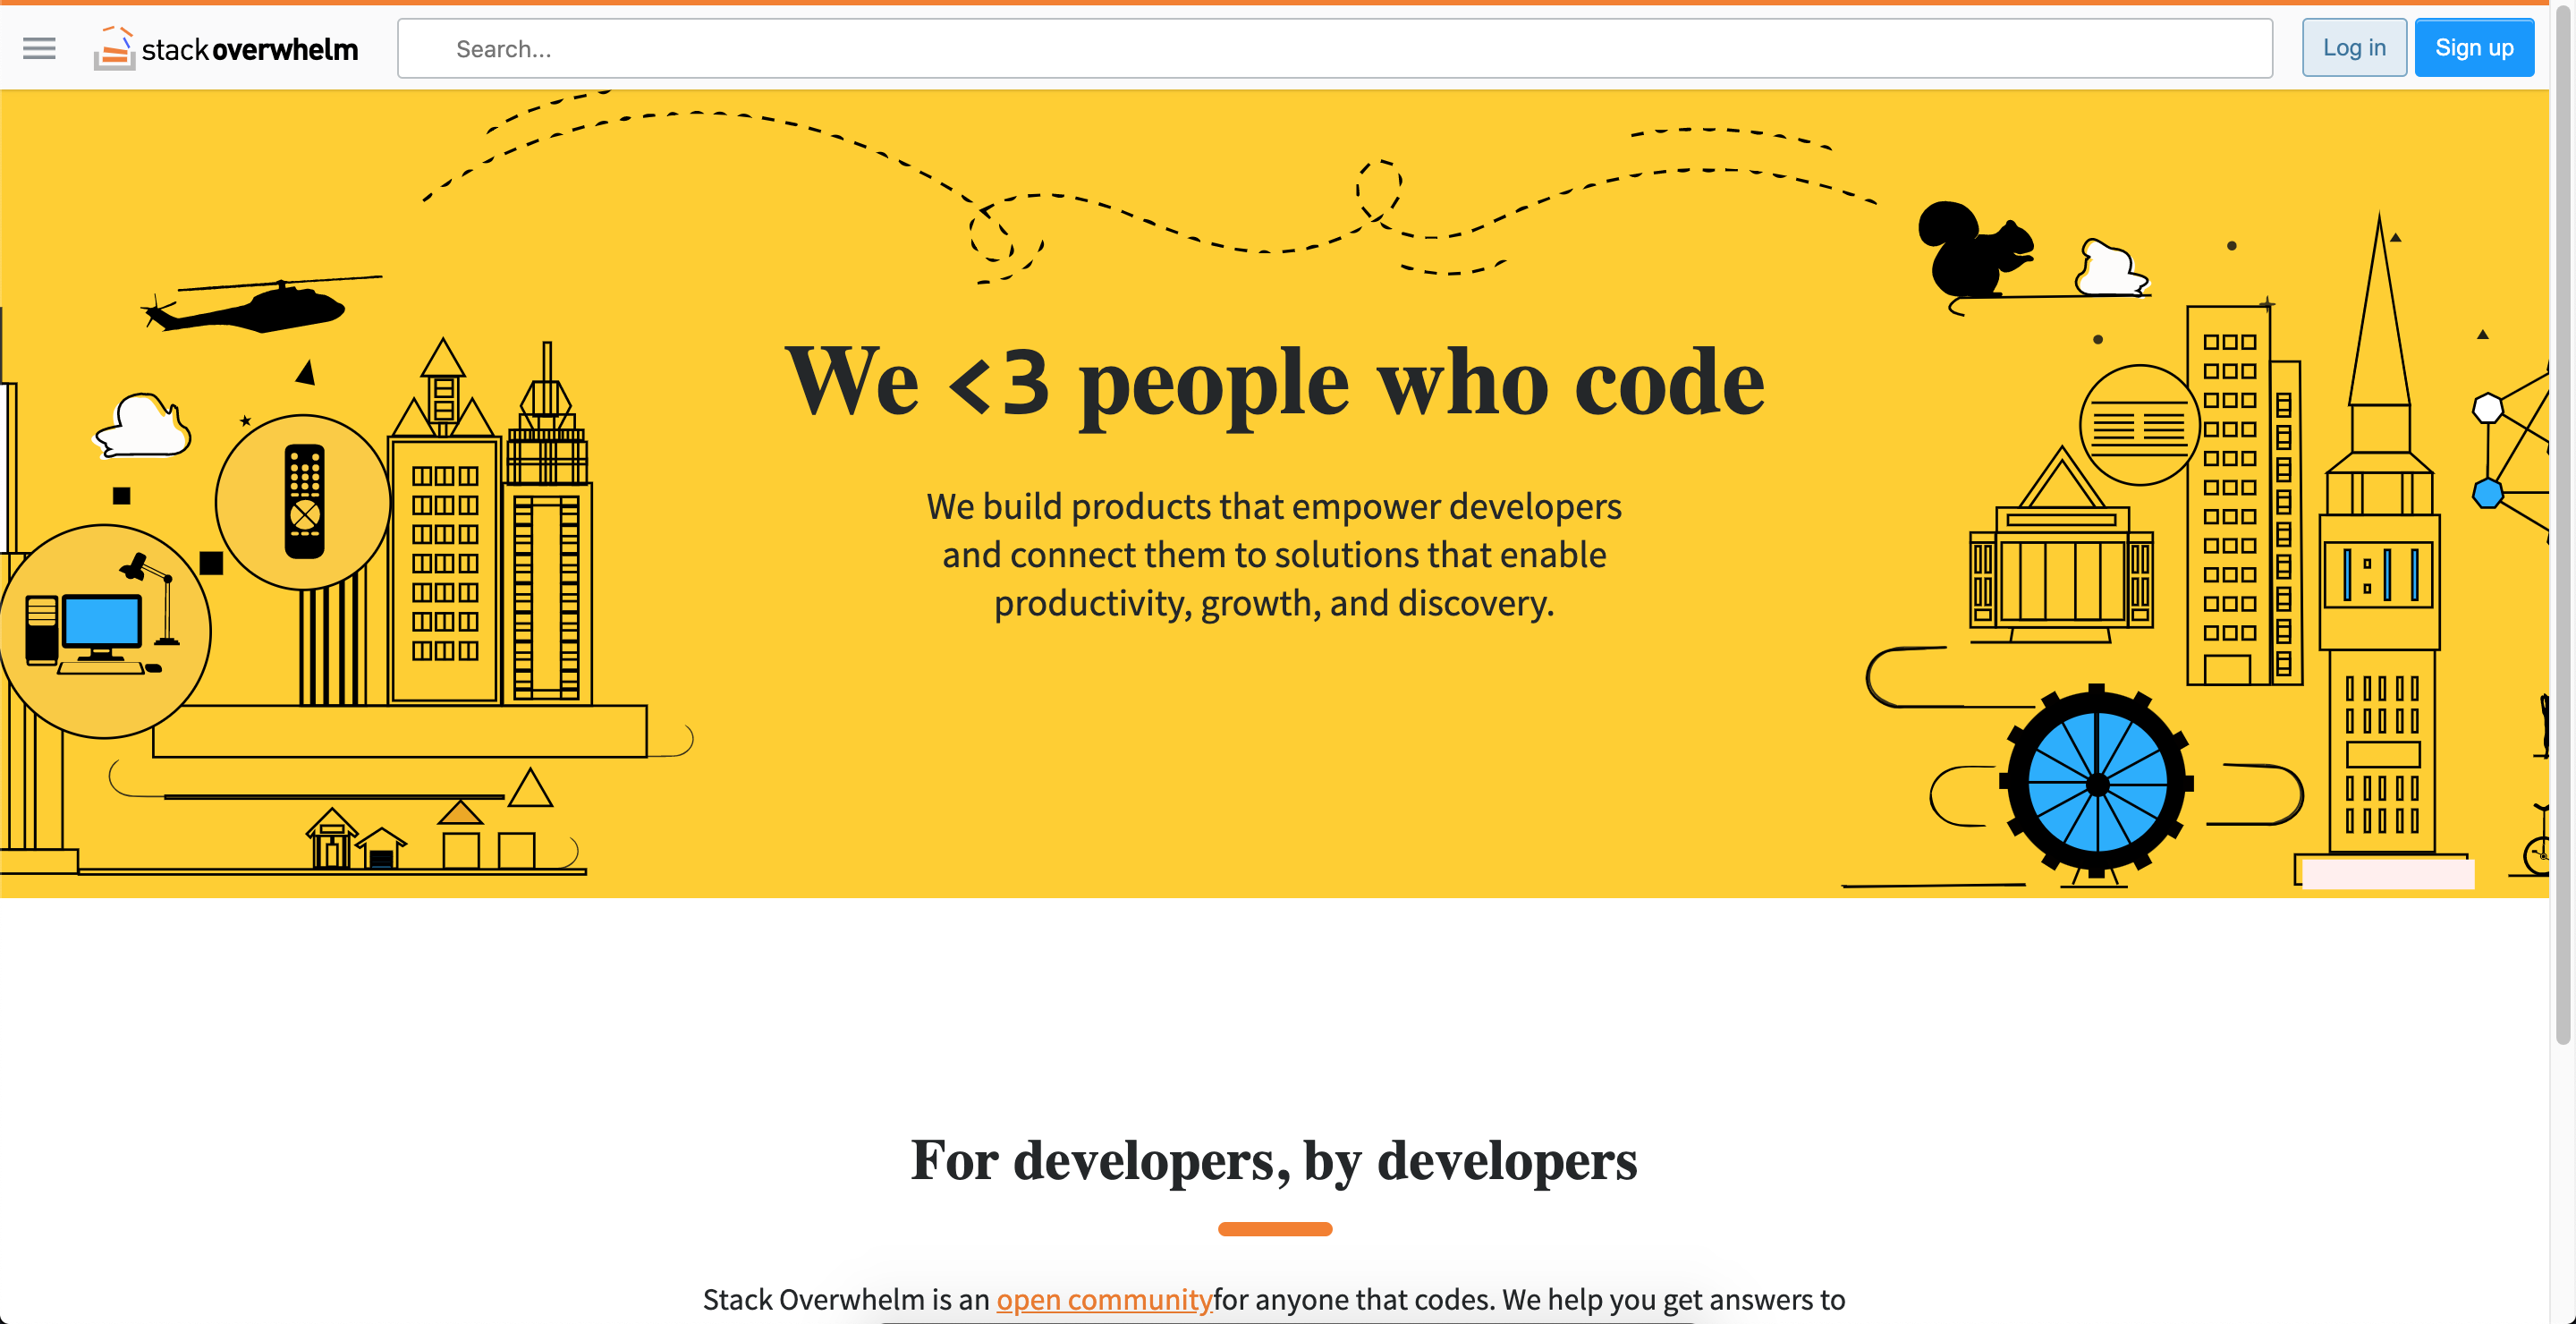 stackoverwhelm
Search...
Log in
Sign up
We <3 people who code
We build products that empower developers
and connect them to solutions that enable
productivity, growth, and discovery.
For developers, by developers
Stack Overwhelm is an open communityfor anyone that codes. We help you get answers to